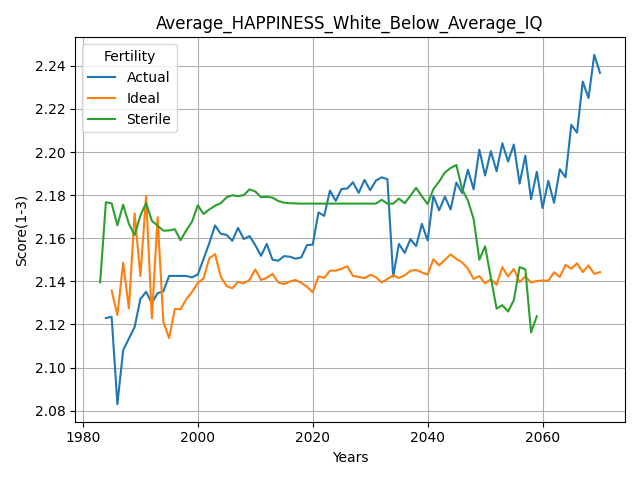 Average_HAPPINESS_White_Below_Average_IQ
Score(1-3)
2.24
2.22
2.20
2.18
2.16
2.14
2.12
2.10
2.08
Fertility
Actual
Ideal
Sterile
1980 2000 2020 2040 2060
Years